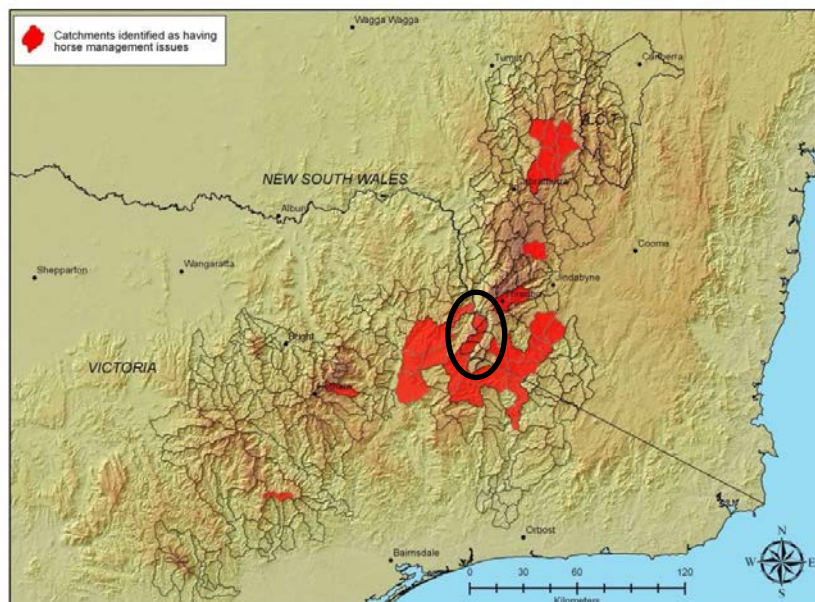 Catchments identified as having
horse management issues
Wagga Wagga
Tumut
Canberra
A.C.T
NEW SOUTH WALES
Albury
Cooma
Shepparton
Wangaratta
Jindabyne
Bright
VICTORIA
Orbost
Bairnsdale
N
W
E
S
0 30 60 120
Kilometers